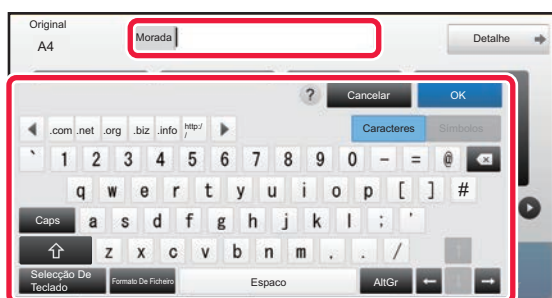 Original
A4
Morada
Detalhe
? Cancelar OK
.com .net .org .biz .info http:/
/
Caracteres Símbolos
` 1 2 3 4 5 6 7 8 9 0 - = @
q w e r t y u i o p [ ] #
Caps a s d f g h j k l ; '
z x c v b n m . . /
Selecção De
Teclado
Formato De Ficheiro Espaco AltGr